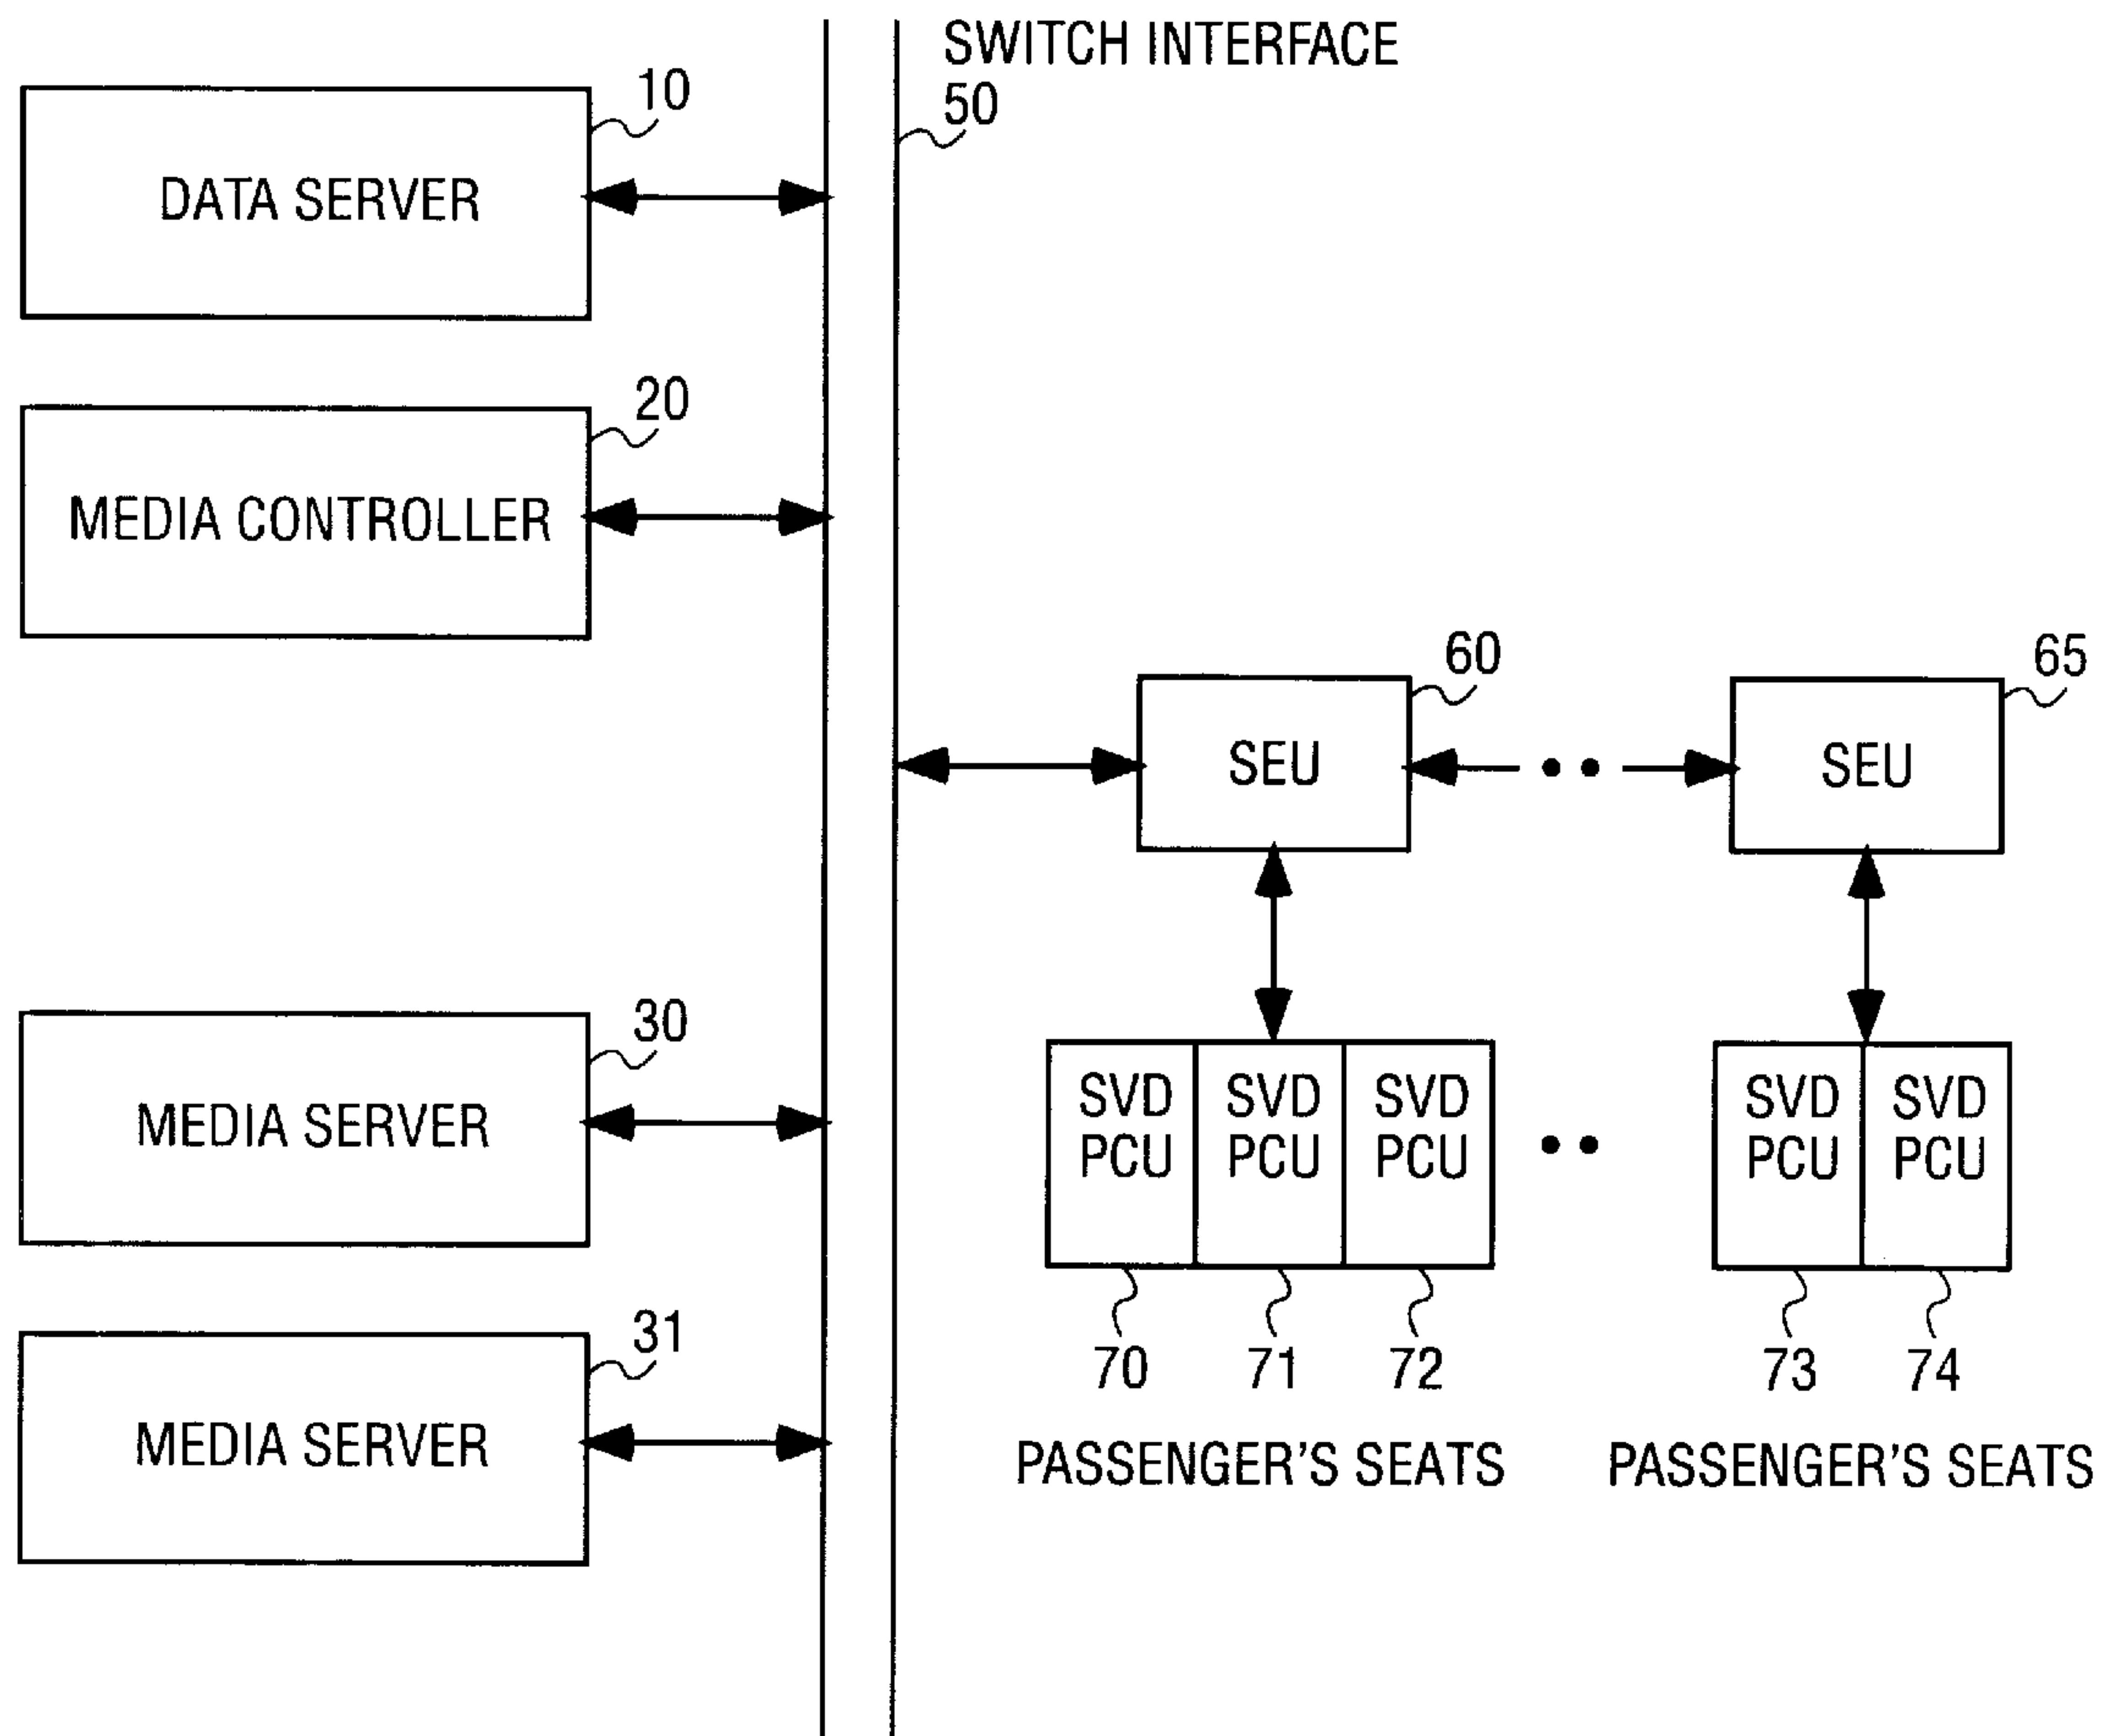 SWITCH INTERFACE
50
10
DATA SERVER
20
MEDIA CONTROLLER
60
65
SEU
SEU
30
MEDIA SERVER
SVD
PCU
SVD
PCU
SVD
PCU
SVD
PCU
SVD
PCU
31
MEDIA SERVER
70
71
72
73
74
PASSENGER'S SEATS
PASSENGER'S SEATS